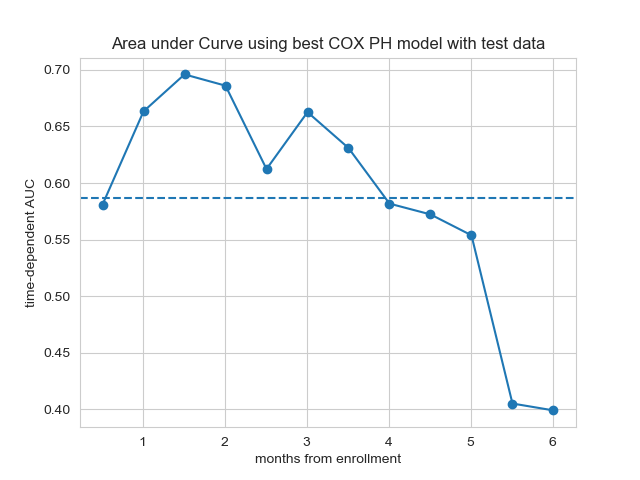 Area under Curve using best COX PH model with test data
time-dependent AUC
0.70
0.65
0.60
0.55
0.50
0.45
0.40
1 2 3 4 5 6
months from enrollment